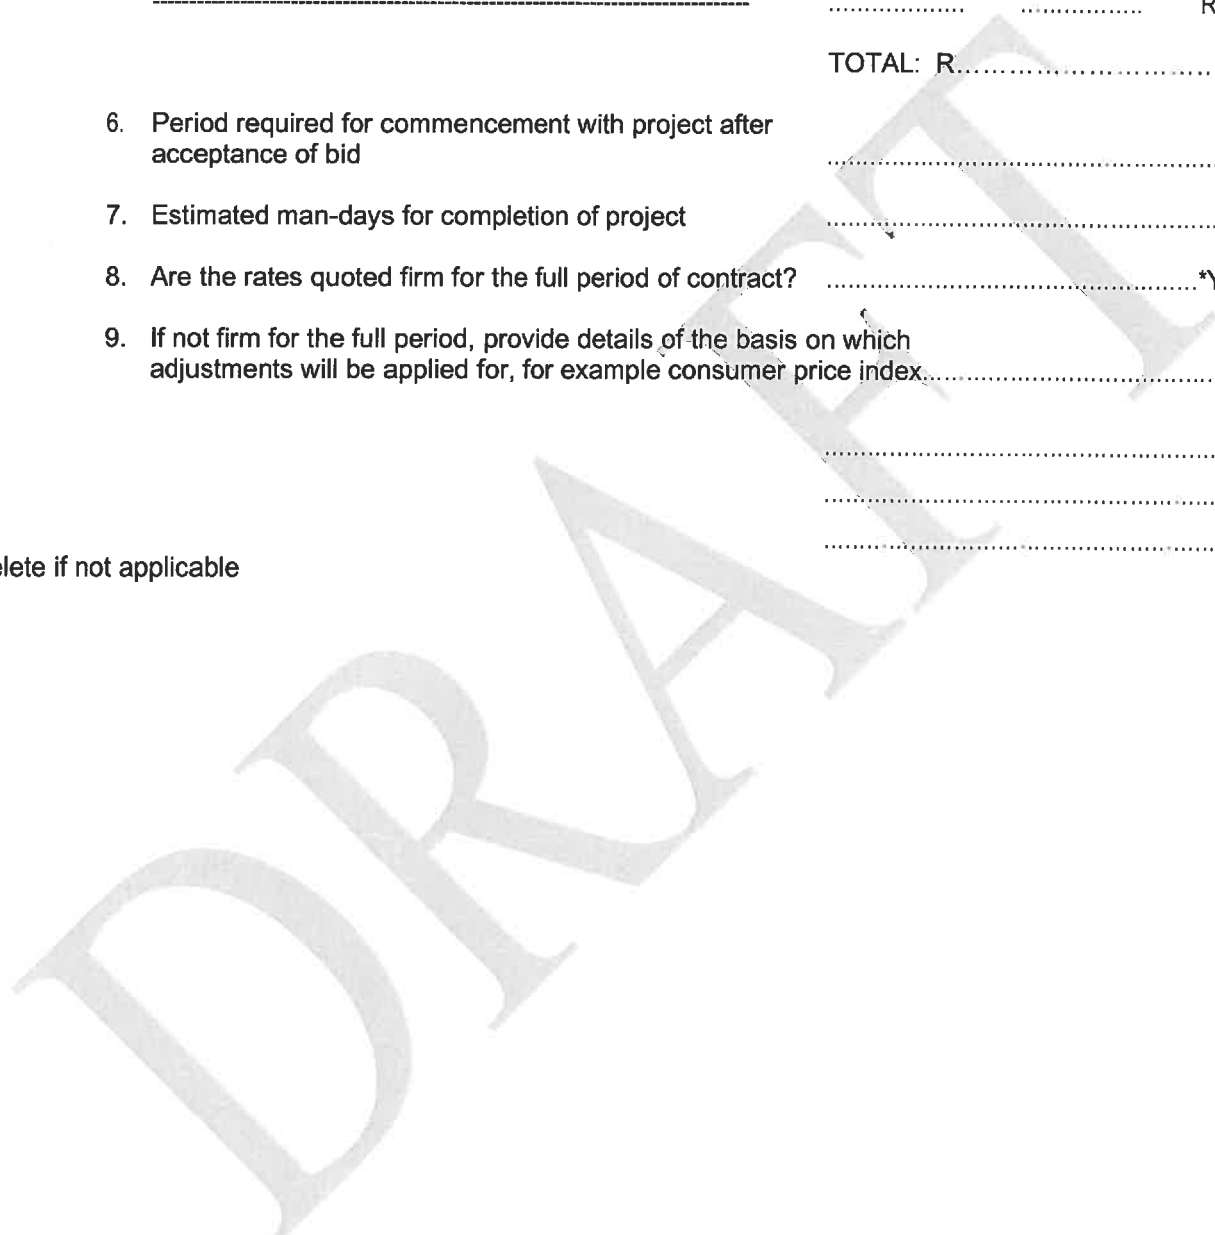 ------------------------------------------------------------ .................. ................ R
TOTAL: R..................................
6. Period required for commencement with project after
acceptance of bid ....................................................
7. Estimated man-days for completion of project ....................................................
8. Are the rates quoted firm for the full period of contract? .................................................*Y
9. If not firm for the full period, provide details of the basis on which
adjustments will be applied for, for example consumer price index......................................
....................................................
....................................................
....................................................
elete if not applicable
DRAFT